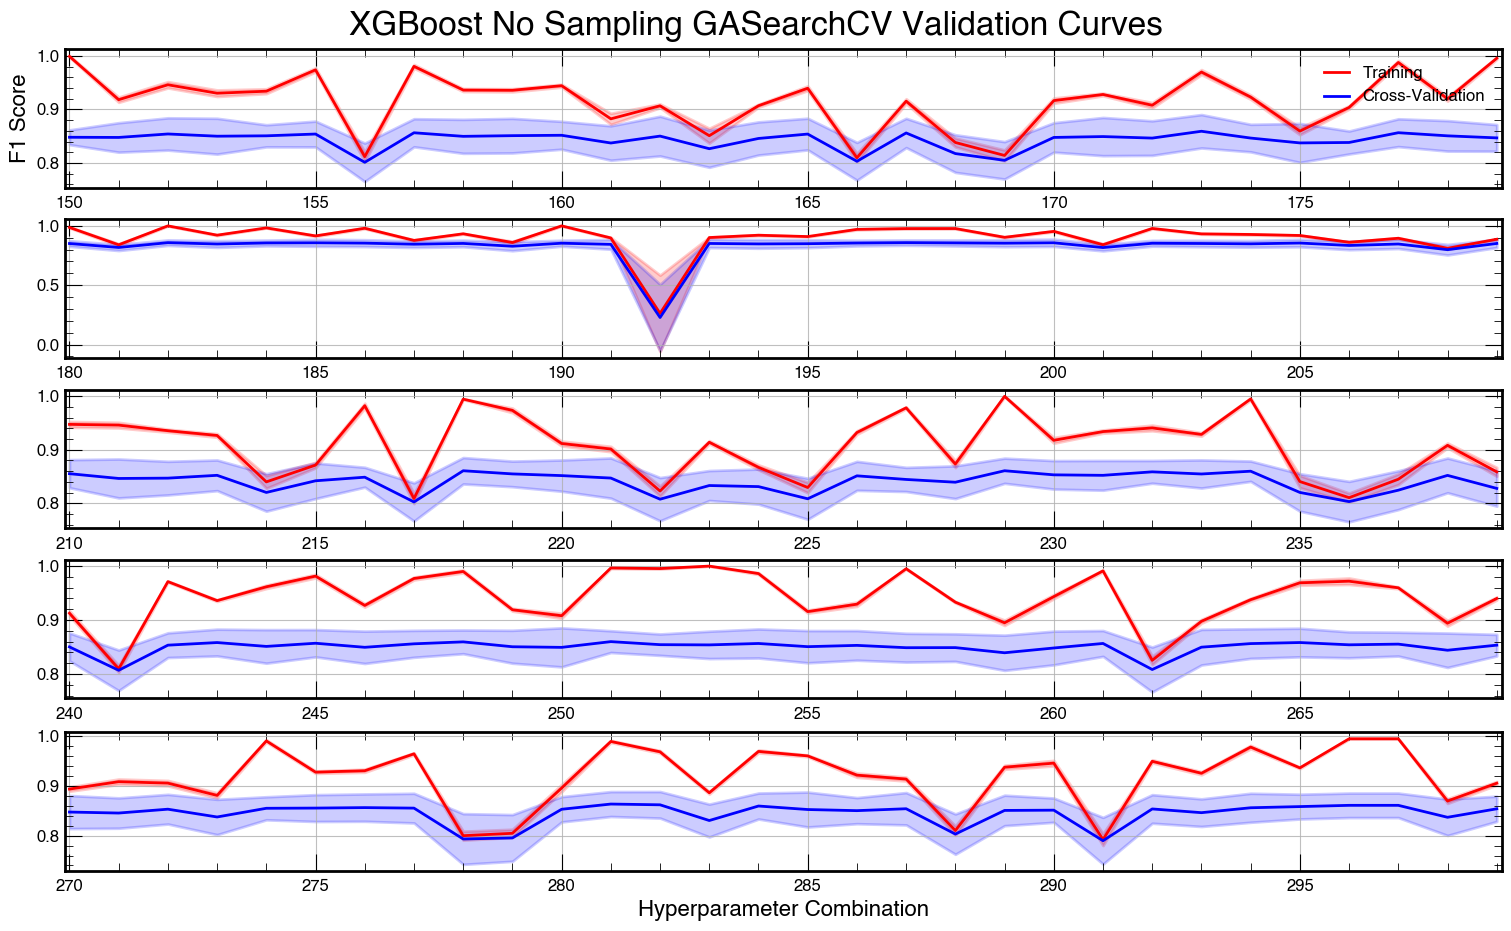 XGBoost No Sampling GASearchCV Validation Curves
F1 Score
1.0
0.9
0.8
Training
Cross-Validation
150 155 160 165 170 175
1.0
0.5
0.0
180 185 190 195 200 205
1.0
0.9
0.8
210 215 220 225 230 235
1.0
0.9
0.8
240 245 250 255 260 265
1.0
0.9
0.8
270 275 280 285 290 295
Hyperparameter Combination